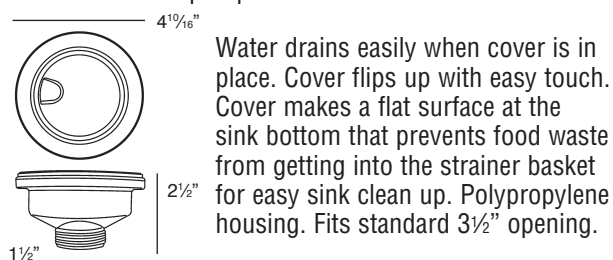 4¹⁰⁄₁₆”
Water drains easily when cover is in
place. Cover flips up with easy touch.
Cover makes a flat surface at the
sink bottom that prevents food waste
from getting into the strainer basket
for easy sink clean up. Polypropylene
housing. Fits standard 3½” opening.
2½”
1½”